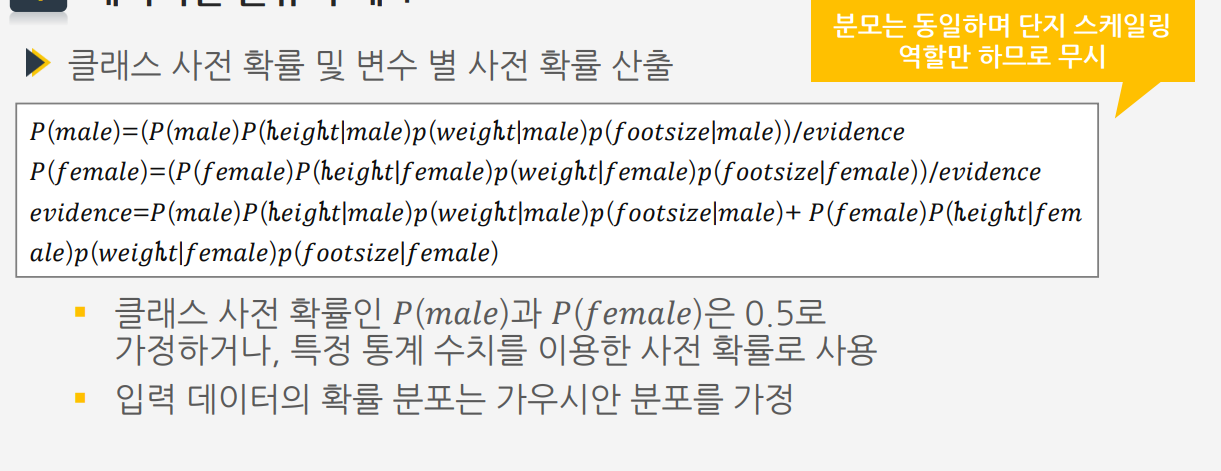 분모는 동일하며 단지 스케일링
역할만 하므로 무시
클래스 사전 확률 및 변수 별 사전 확률 산출
P(male)=(P(male)P(height|male)p(weight|male)p(footsize|male))/evidence
P(female)=(P(female)P(height|female)p(weight|female)p(footsize|female))/evidence
evidence=P(male)P(height|male)p(weight|male)p(footsize|male)+ P(female)P(height|fem
ale)p(weight|female)p(footsize|female)
▪ 클래스 사전 확률인 P(male)과 P(female)은 0.5로
가정하거나, 특정 통계 수치를 이용한 사전 확률로 사용
▪ 입력 데이터의 확률 분포는 가우시안 분포를 가정